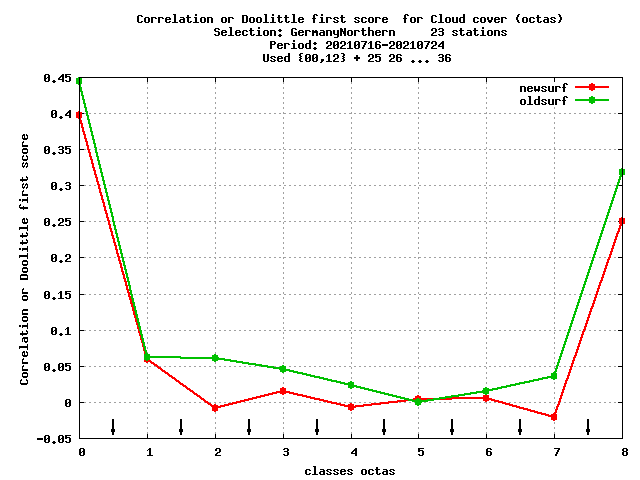 Correlation or Doolittle first score  for Cloud cover (octas)
Selection: GermanyNorthern     23 stations
Period: 20210716-20210724
Used {00,12} + 25 26 ... 36
newsurf
oldsurf
0.45
0.4
0.35
0.3
0.25
0.2
0.15
0.1
0.05
0
-0.05
Correlation or Doolittle first score
0 1 2 3 4 5 6 7 8
classes octas